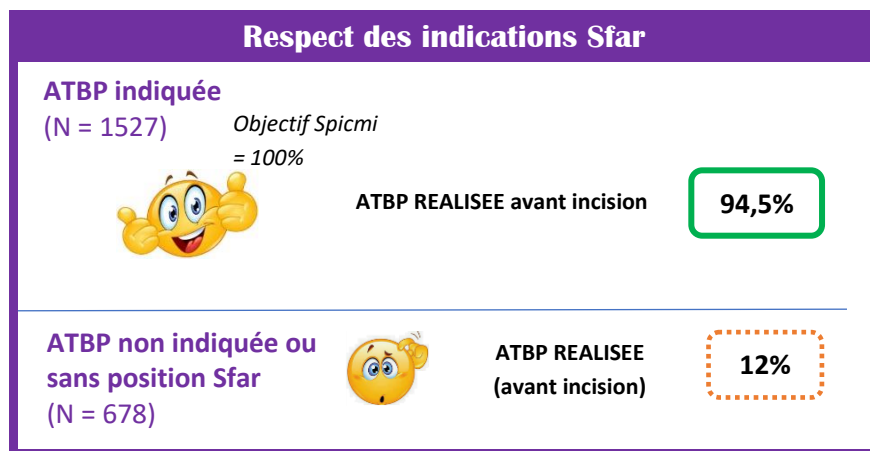 Respect des indications Sfar
ATBP indiquée
(N = 1527)
Objectif Spicmi
= 100%
ATBP REALISEE avant incision
94,5%
ATBP non indiquée ou
sans position Sfar
(N = 678)
ATBP REALISEE
(avant incision)
12%